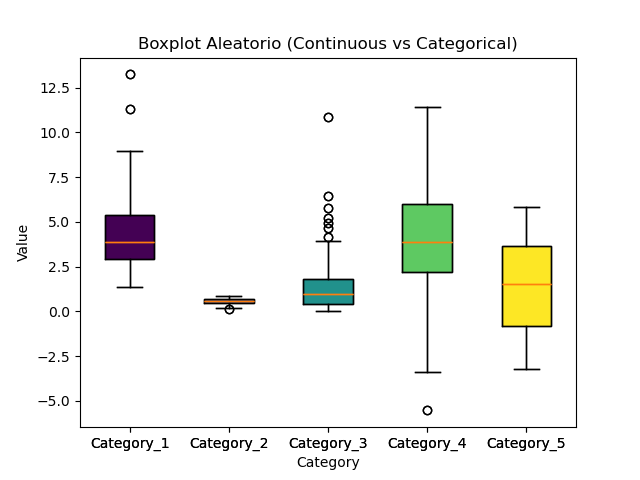 Boxplot Aleatorio (Continuous vs Categorical)
12.5
10.0
7.5
5.0
2.5
0.0
−2.5
−5.0
Value
Category_1 Category_2 Category_3 Category_4 Category_5
Category